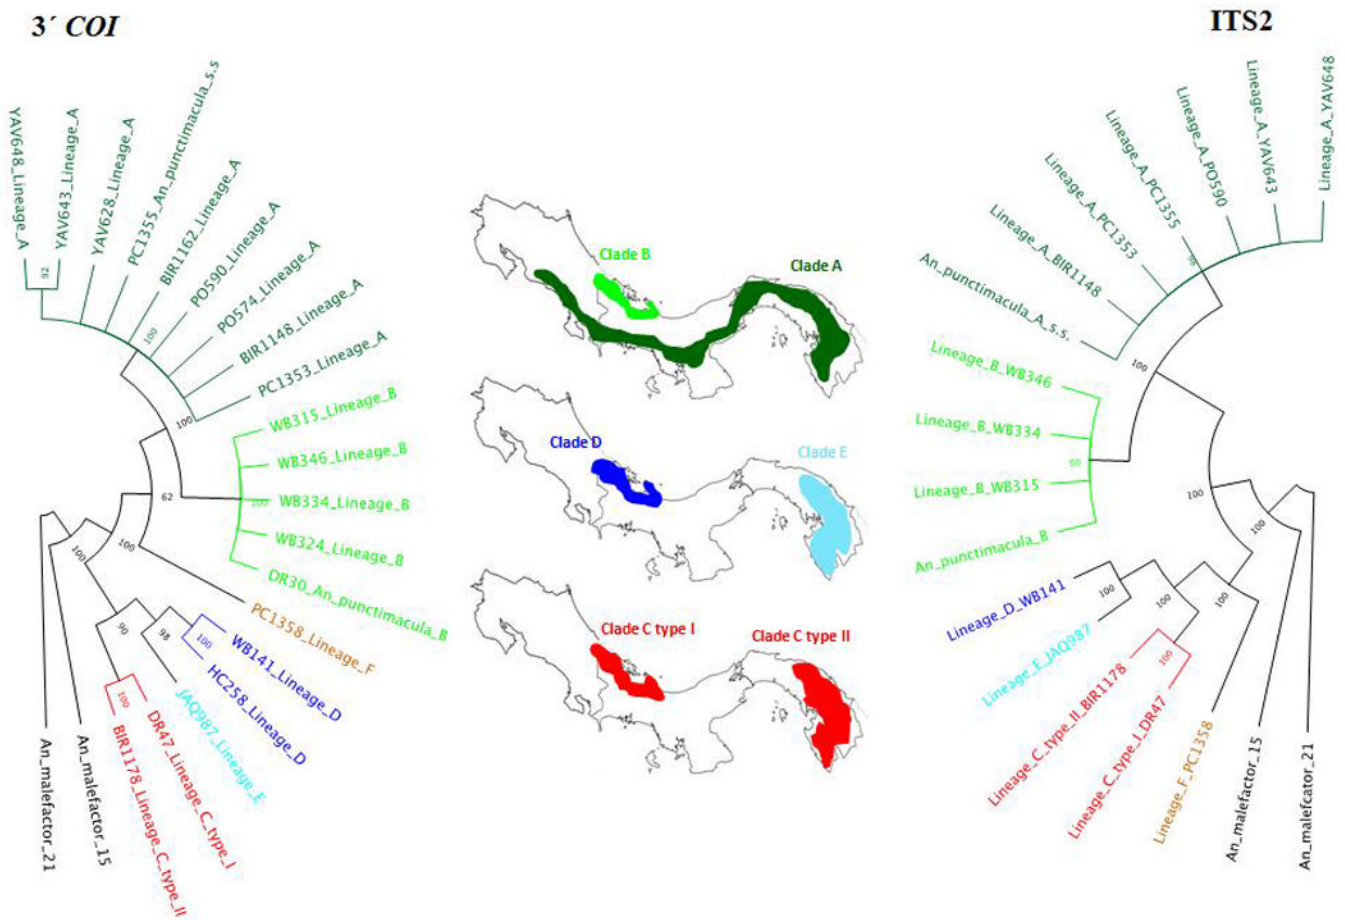 3´ COI
ITS2
YAV648_Lineage_A
YAV643_Lineage_A
YAV628_Lineage_A
PC1355_An_punctimacula_s.s
BIR1162_Lineage_A
PO590_Lineage_A
PO574_Lineage_A
BIR1148_Lineage_A
PC1353_Lineage_A
WB315_Lineage_B
WB346_Lineage_B
WB334_Lineage_B
WB324_Lineage_B
DR30_An_punctimacula_B
PC1358_Lineage_F
WB141_Lineage_D
HC258_Lineage_D
JAQ987_Lineage_E
DR47_Lineage_C_type_I
BIR1178_Lineage_C_type_II
An_malefactor_15
An_malefactor_21
92
100
100
62
100
100
100
90
98
100
100
Clade B
Clade A
Clade D
Clade E
Clade C type I
Clade C type II
Lineage_A_YAV648
Lineage_A_YAV643
Lineage_A_PO590
Lineage_A_PC1355
Lineage_A_PC1353
Lineage_A_BIR1148
An_punctimacula_A_s.s.
Lineage_B_WB346
Lineage_B_WB334
Lineage_B_WB315
An_punctimacula_B
Lineage_D_WB141
Lineage_E_JAQ987
Lineage_C_type_II_BIR1178
Lineage_C_type_I_DR47
Lineage_F_PC1358
An_malefactor_15
An_malefcator_21
100
100
100
100
100
100
100